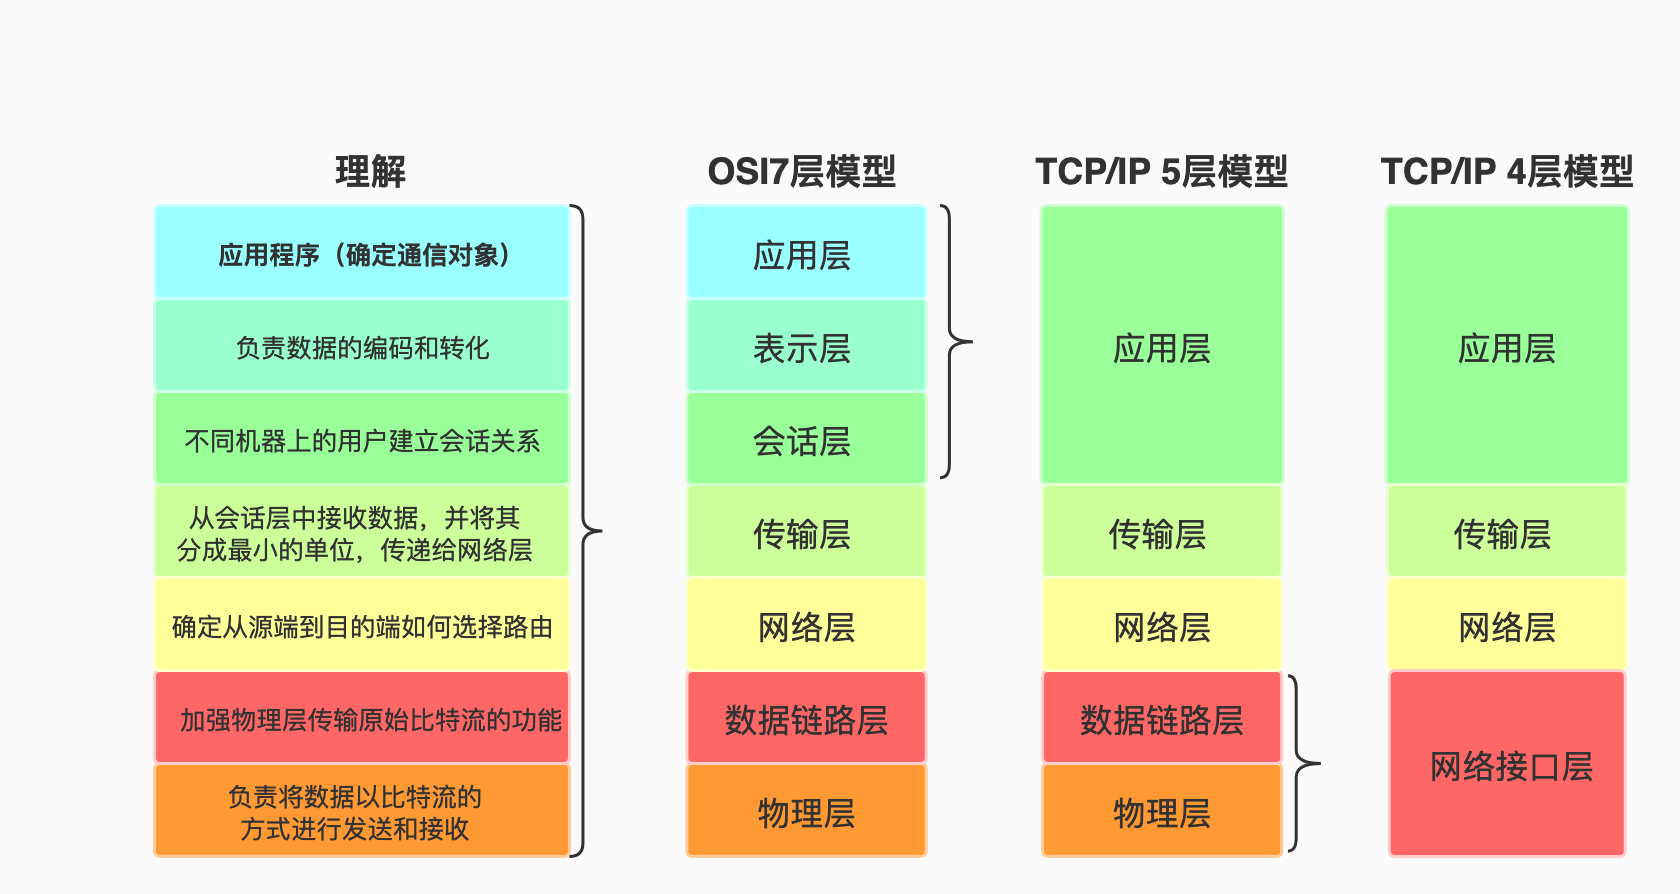 理解
OSI7层模型
TCP/IP 5层模型
TCP/IP 4层模型
应用程序（确定通信对象）
应用层
负责数据的编码和转化
表示层
应用层
应用层
不同机器上的用户建立会话关系
会话层
从会话层中接收数据，并将其
分成最小的单位，传递给网络层
传输层
传输层
传输层
确定从源端到目的端如何选择路由
网络层
网络层
网络层
加强物理层传输原始比特流的功能
数据链路层
数据链路层
网络接口层
负责将数据以比特流的
方式进行发送和接收
物理层
物理层